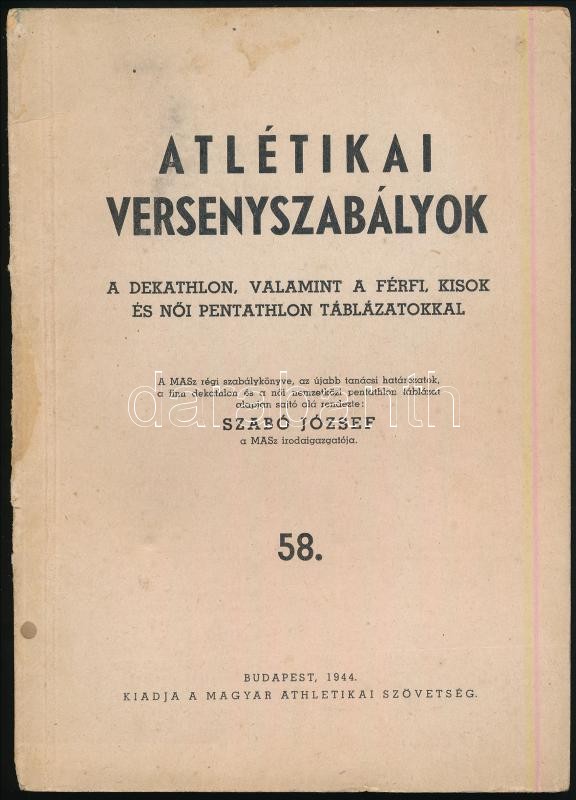 ATLÉTIKAI
VERSENYSZABÁLYOK
A DEKATHLON, VALAMINT A FÉRFI, KISOK
ÉS NŐI PENTATHLON TÁBLÁZATOKKAL
A MASz régi szabálykönyve, az újabb tanácsi határozatok,
a finn dekatalon és a női nemzetközi pentathlon táblázat
alapján sajtó alá rendezte:
SZABÓ JÓZSEF
a MASz irodaigazgatója.
darabanth
58.
BUDAPEST, 1944.
KIADJA A MAGYAR ATHLETIKAI SZÖVETSÉG.